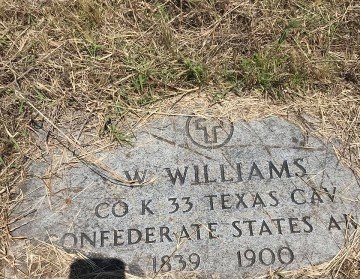 W WILLIAMS
CO K 33 TEXAS CAV
CONFEDERATE STATES
1839 1900